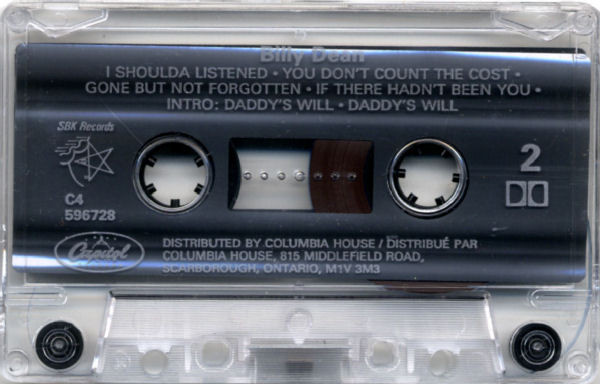 Billy Dean
I SHOULDA LISTENED • YOU DON'T COUNT THE COST •
GONE BUT NOT FORGOTTEN • IF THERE HADN'T BEEN YOU •
INTRO: DADDY'S WILL • DADDY'S WILL
SBK Records
2
C4
596728
Capitol
DISTRIBUTED BY COLUMBIA HOUSE / DISTRIBUÉ PAR
COLUMBIA HOUSE, 815 MIDDLEFIELD ROAD,
SCARBOROUGH, ONTARIO, M1V 3M3